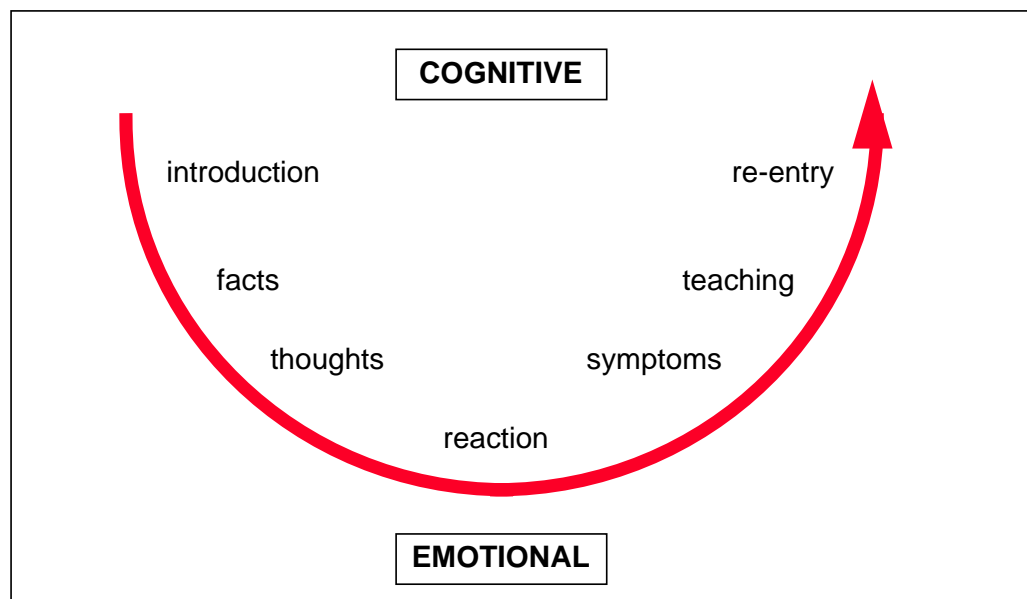 COGNITIVE
introduction
re-entry
facts
teaching
thoughts
symptoms
reaction
EMOTIONAL